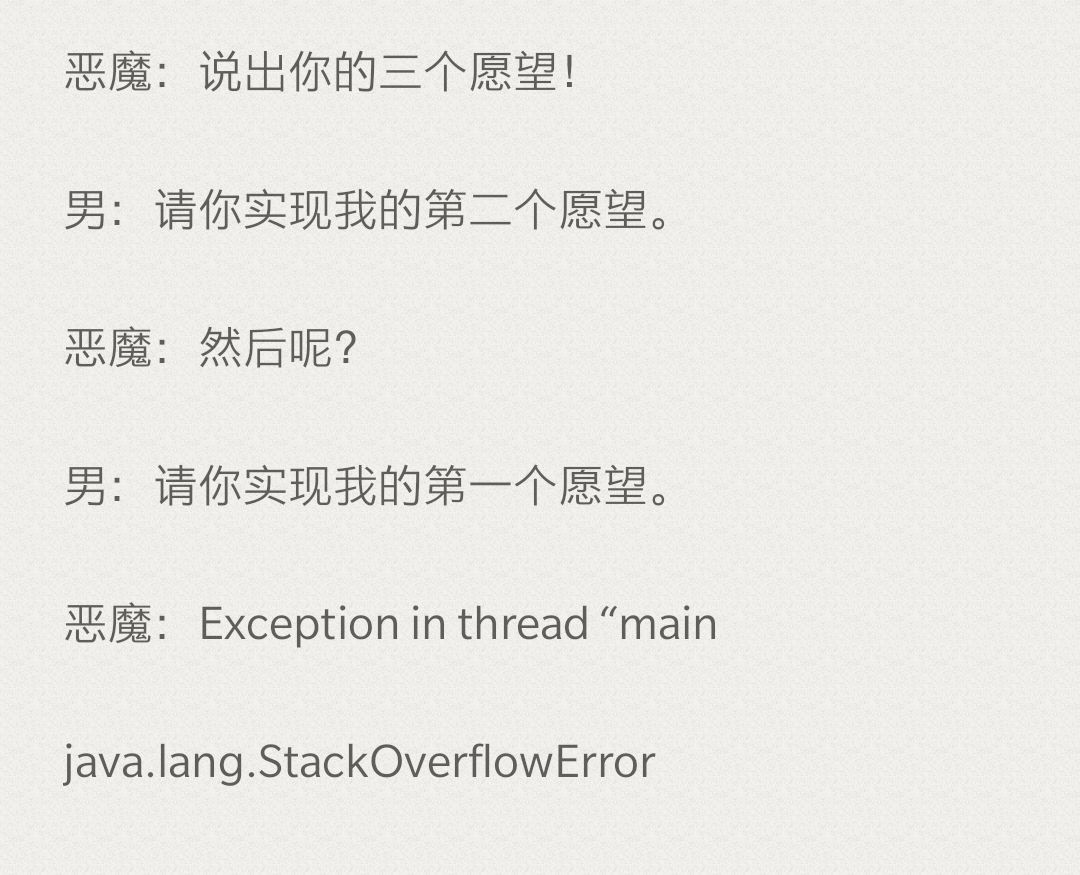 恶魔：说出你的三个愿望！
男：请你实现我的第二个愿望。
恶魔：然后呢？
男：请你实现我的第一个愿望。
恶魔：Exception in thread “main
java.lang.StackOverflowError